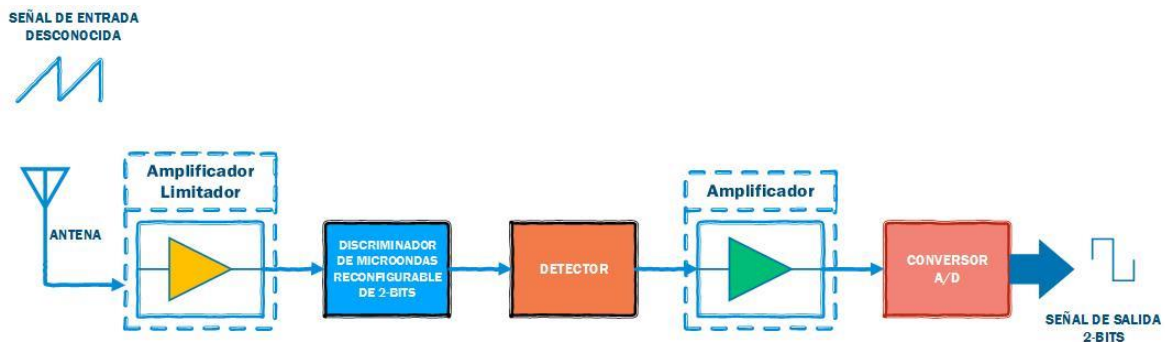 SEÑAL DE ENTRADA
DESCONOCIDA
ANTENA
Amplificador
Limitador
DISCRIMINADOR
DE MICROONDAS
RECONFIGURABLE
DE 2-BITS
DETECTOR
Amplificador
CONVERSOR
A/D
SEÑAL DE SALIDA
2-BITS